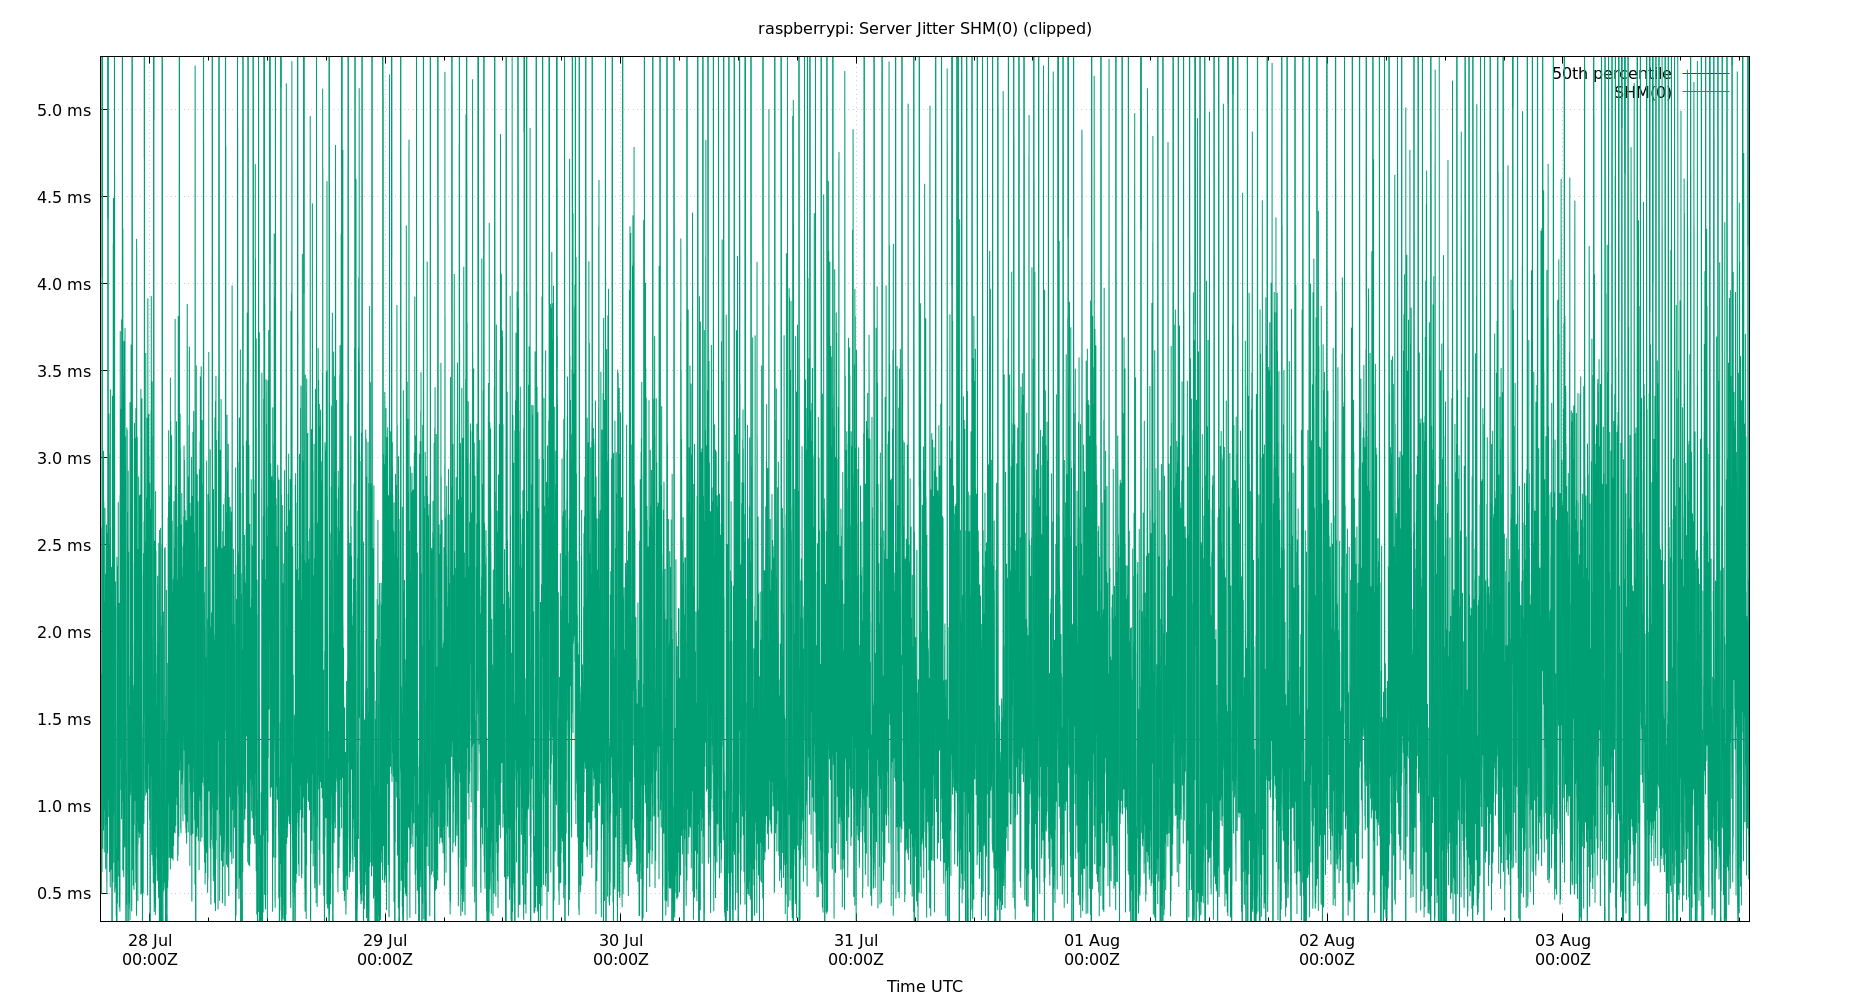 raspberrypi: Server Jitter SHM(0) (clipped)
50th percentile
SHM(0)
5.0 ms
4.5 ms
4.0 ms
3.5 ms
3.0 ms
2.5 ms
2.0 ms
1.5 ms
1.0 ms
0.5 ms
28 Jul 29 Jul 30 Jul 31 Jul 01 Aug 02 Aug 03 Aug
00:00Z 00:00Z 00:00Z 00:00Z 00:00Z 00:00Z 00:00Z
Time UTC